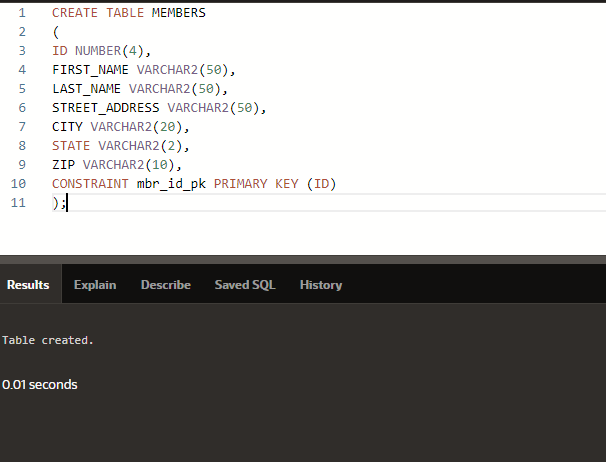 1 CREATE TABLE MEMBERS
2 (
3 ID NUMBER(4),
4 FIRST_NAME VARCHAR2(50),
5 LAST_NAME VARCHAR2(50),
6 STREET_ADDRESS VARCHAR2(50),
7 CITY VARCHAR2(20),
8 STATE VARCHAR2(2),
9 ZIP VARCHAR2(10),
10 CONSTRAINT mbr_id_pk PRIMARY KEY (ID)
11 );
Results Explain Describe Saved SQL History
Table created.
0.01 seconds